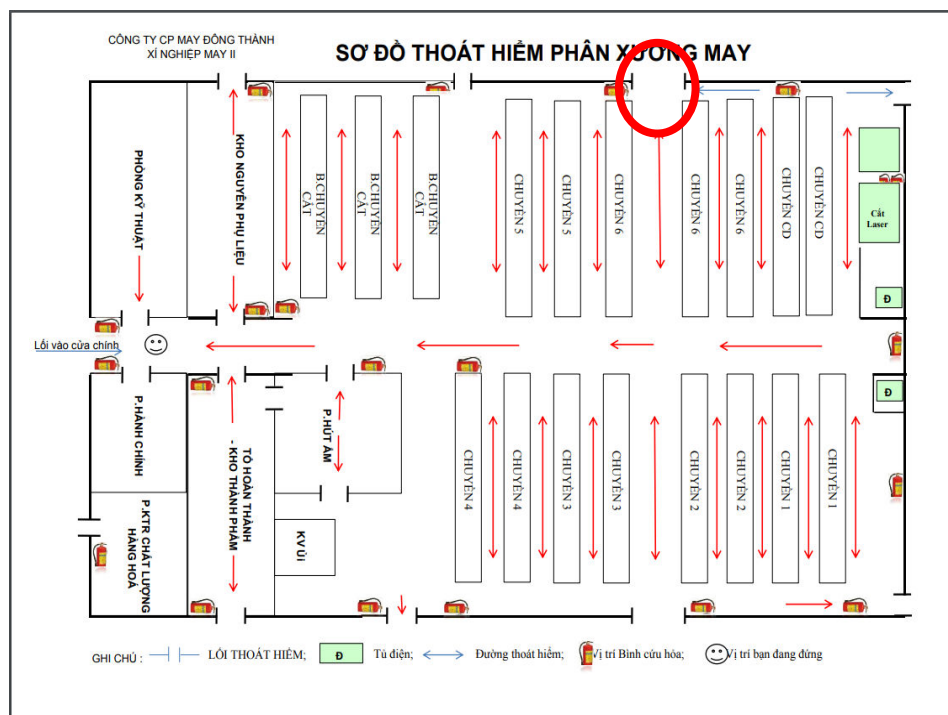 CÔNG TY CP MAY ĐÔNG THÀNH
XÍ NGHIỆP MAY II
SƠ ĐỒ THOÁT HIỂM PHÂN XƯỞNG MAY
PHÒNG KỸ THUẬT
KHO NGUYÊN PHỤ LIỆU
B.CHUYỀN CẮT
B.CHUYỀN CẮT
B.CHUYỀN CẮT
CHUYỀN 5
CHUYỀN 5
CHUYỀN 6
CHUYỀN 6
CHUYỀN 6
CHUYỀN CD
CHUYỀN CD
Cắt
Laser
Đ
Lối vào cửa chính
Đ
P.HÀNH CHÍNH
P.KTR CHẤT LƯỢNG
HÀNG HOÁ
TỔ HOÀN THÀNH
- KHO THÀNH PHẨM
P.HÚT ẨM
KV ỦI
CHUYỀN 4
CHUYỀN 4
CHUYỀN 3
CHUYỀN 3
CHUYỀN 2
CHUYỀN 2
CHUYỀN 1
CHUYỀN 1
GHI CHÚ : LỐI THOÁT HIỂM; Đ Tủ điện; Đường thoát hiểm; Vị trí Bình cứu hỏa; Vị trí bạn đang đứng